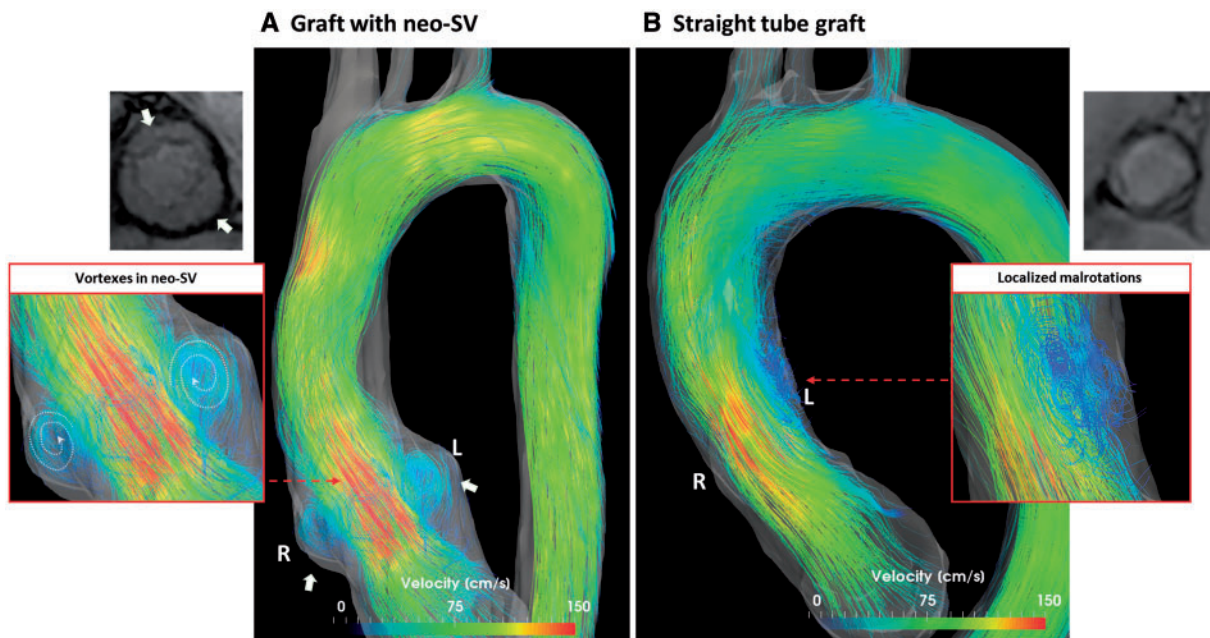 A Graft with neo-SV
B Straight tube graft
Vortexes in neo-SV
Localized malrotations
L
R
L
R
Velocity (cm/s)
0 75 150
Velocity (cm/s)
0 75 150